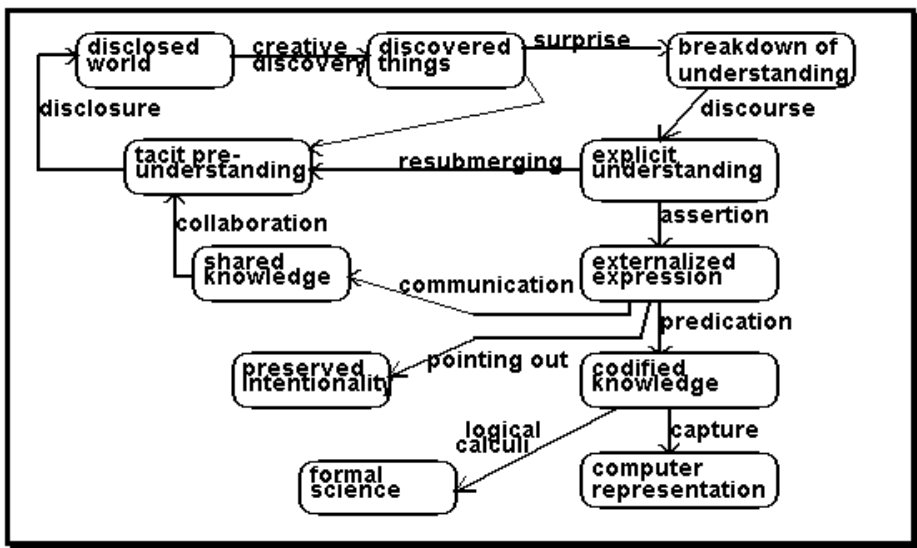 disclosed
world
creative
discovery
discovered
things
surprise
breakdown of
understanding
disclosure
discourse
tacit pre-
understanding
resubmerging
explicit
understanding
collaboration
assertion
shared
knowledge
communication
externalized
expression
predication
preserved
intentionality
pointing out
codified
knowledge
logical
calculi
capture
formal
science
computer
representation